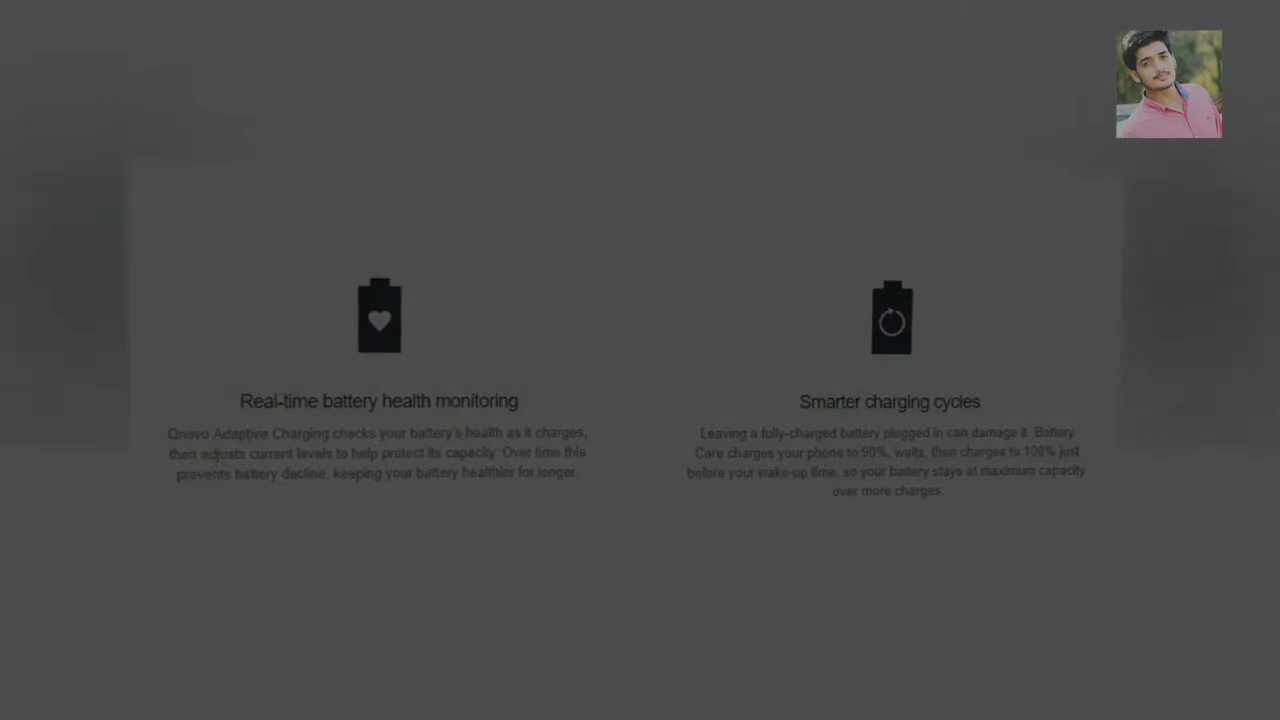 Real-time battery health monitoring
Qnovo Adaptive Charging checks your battery's health as it charges,
then adjusts current levels to help protect its capacity. Over time this
prevents battery decline, keeping your battery healthier for longer.
Smarter charging cycles
Leaving a fully-charged battery plugged in can damage it. Battery
Care charges your phone to 90%, waits, then charges to 100% just
before your wake-up time, so your battery stays at maximum capacity
over more charges.